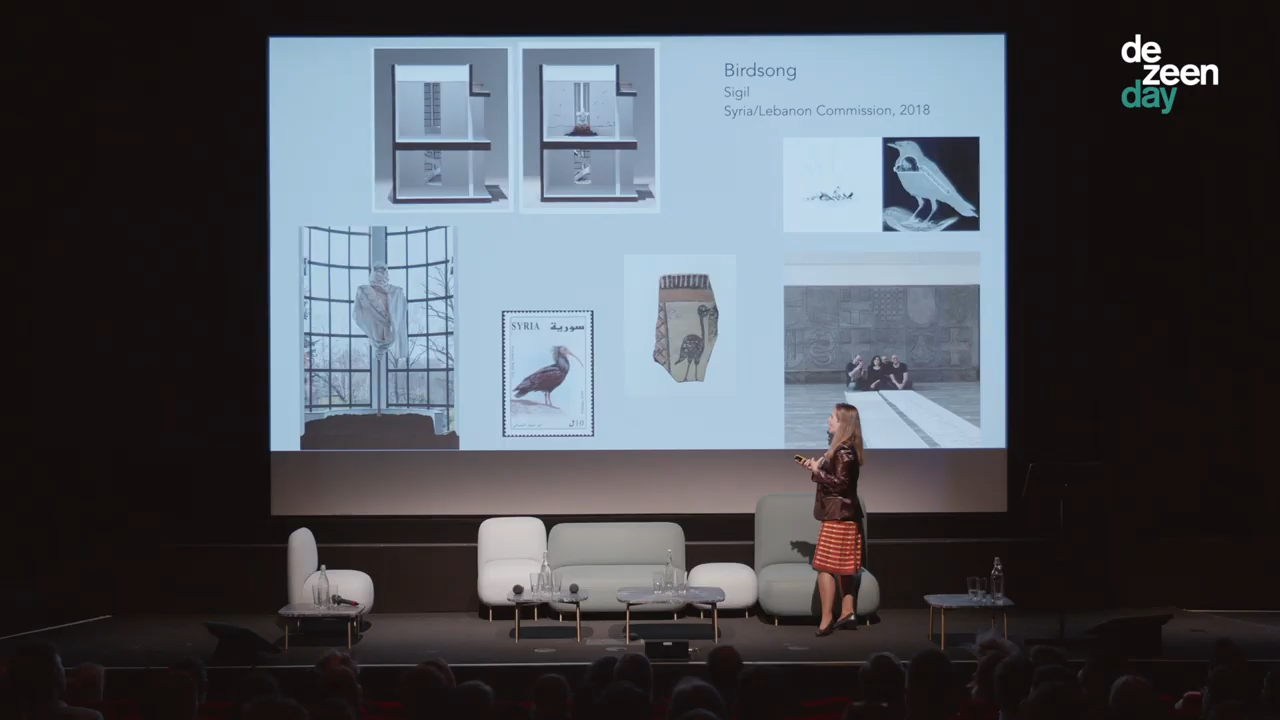 de
zeen
day
Birdsong
Sigil
Syria/Lebanon Commission, 2018
SYRIA سورية